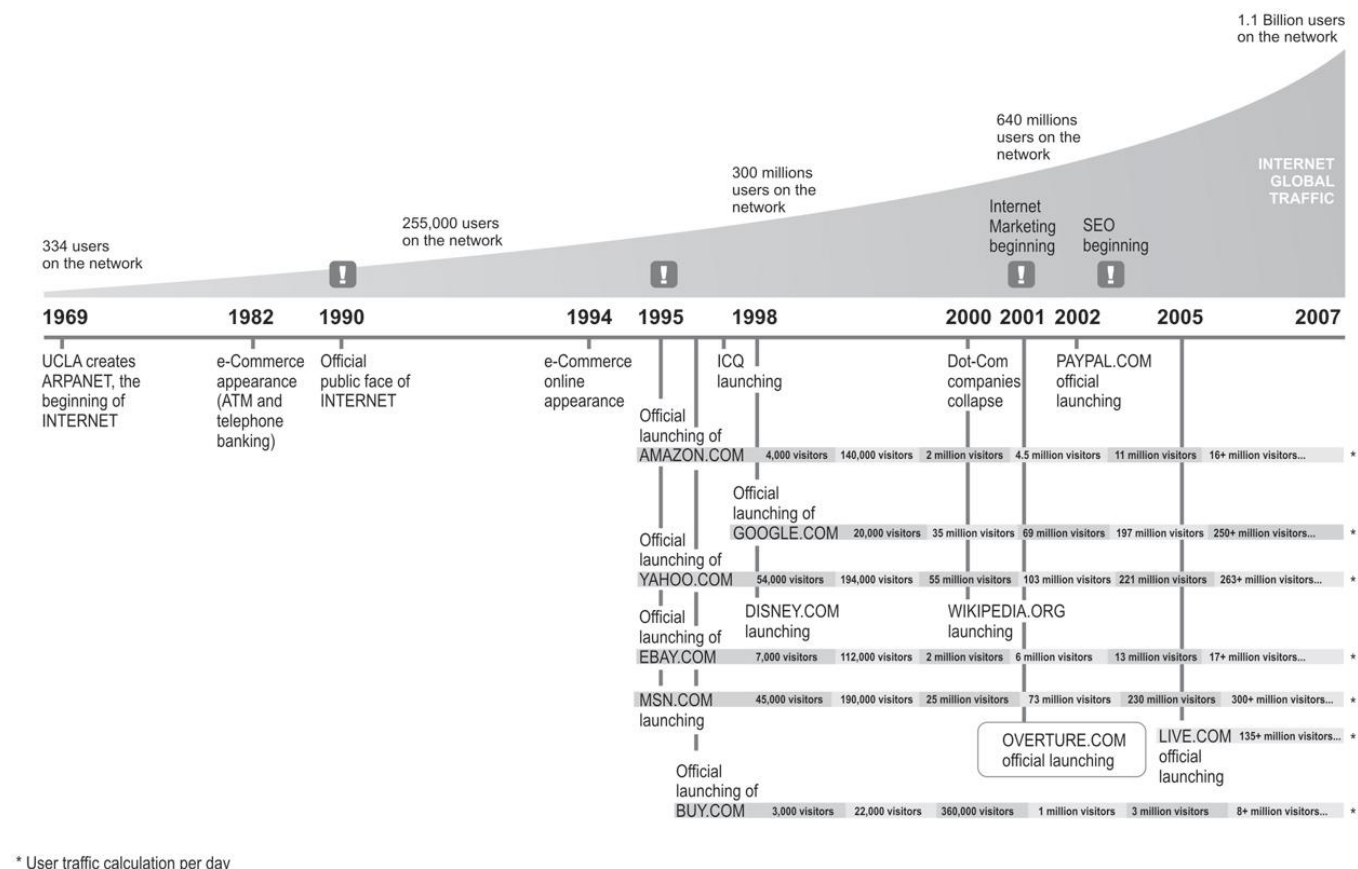 1.1 Billion users
on the network
640 millions
users on the
network
300 millions
users on the
network
255,000 users
on the network
334 users
on the network
INTERNET
GLOBAL
TRAFFIC
Internet
Marketing
beginning
SEO
beginning
! ! ! !
1969 1982 1990 1994 1995 1998 2000 2001 2002 2005 2007
UCLA creates
ARPANET, the
beginning of
INTERNET
e-Commerce
appearance
(ATM and
telephone
banking)
Official
public face of
INTERNET
e-Commerce
online
appearance
ICQ
launching
Dot-Com
companies
collapse
PAYPAL.COM
official
launching
Official
launching of
AMAZON.COM 4,000 visitors 140,000 visitors 2 million visitors 4.5 million visitors 11 million visitors 16+ million visitors... *
Official
launching of
GOOGLE.COM 20,000 visitors 35 million visitors 69 million visitors 197 million visitors 250+ million visitors... *
Official
launching of
YAHOO.COM 54,000 visitors 194,000 visitors 55 million visitors 103 million visitors 221 million visitors 263+ million visitors... *
DISNEY.COM
launching
WIKIPEDIA.ORG
launching
Official
launching of
EBAY.COM 7,000 visitors 112,000 visitors 2 million visitors 6 million visitors 13 million visitors 17+ million visitors... *
MSN.COM 45,000 visitors 190,000 visitors 25 million visitors 73 million visitors 230 million visitors 300+ million visitors... *
launching
OVERTURE.COM
official launching
LIVE.COM 135+ million visitors... *
official
launching
Official
launching of
BUY.COM 3,000 visitors 22,000 visitors 360,000 visitors 1 million visitors 3 million visitors 8+ million visitors... *
* User traffic calculation per day